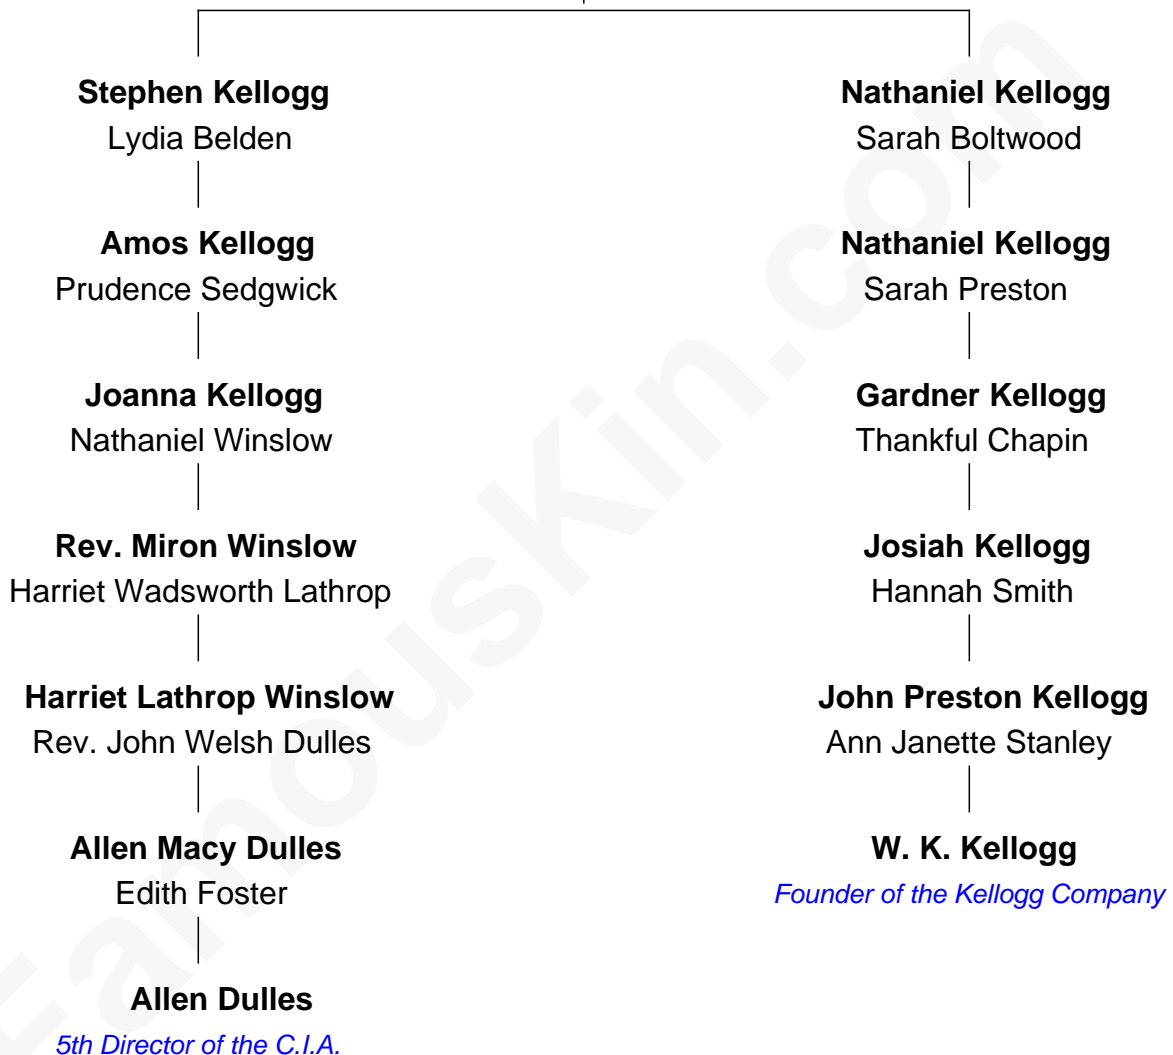 Stephen Kellogg
Lydia Belden
Amos Kellogg
Prudence Sedgwick
Joanna Kellogg
Nathaniel Winslow
Rev. Miron Winslow
Harriet Wadsworth Lathrop
Harriet Lathrop Winslow
Rev. John Welsh Dulles
Allen Macy Dulles
Edith Foster
Allen Dulles
5th Director of the C.I.A.
Nathaniel Kellogg
Sarah Boltwood
Nathaniel Kellogg
Sarah Preston
Gardner Kellogg
Thankful Chapin
Josiah Kellogg
Hannah Smith
John Preston Kellogg
Ann Janette Stanley
W. K. Kellogg
Founder of the Kellogg Company
FamousKin.com